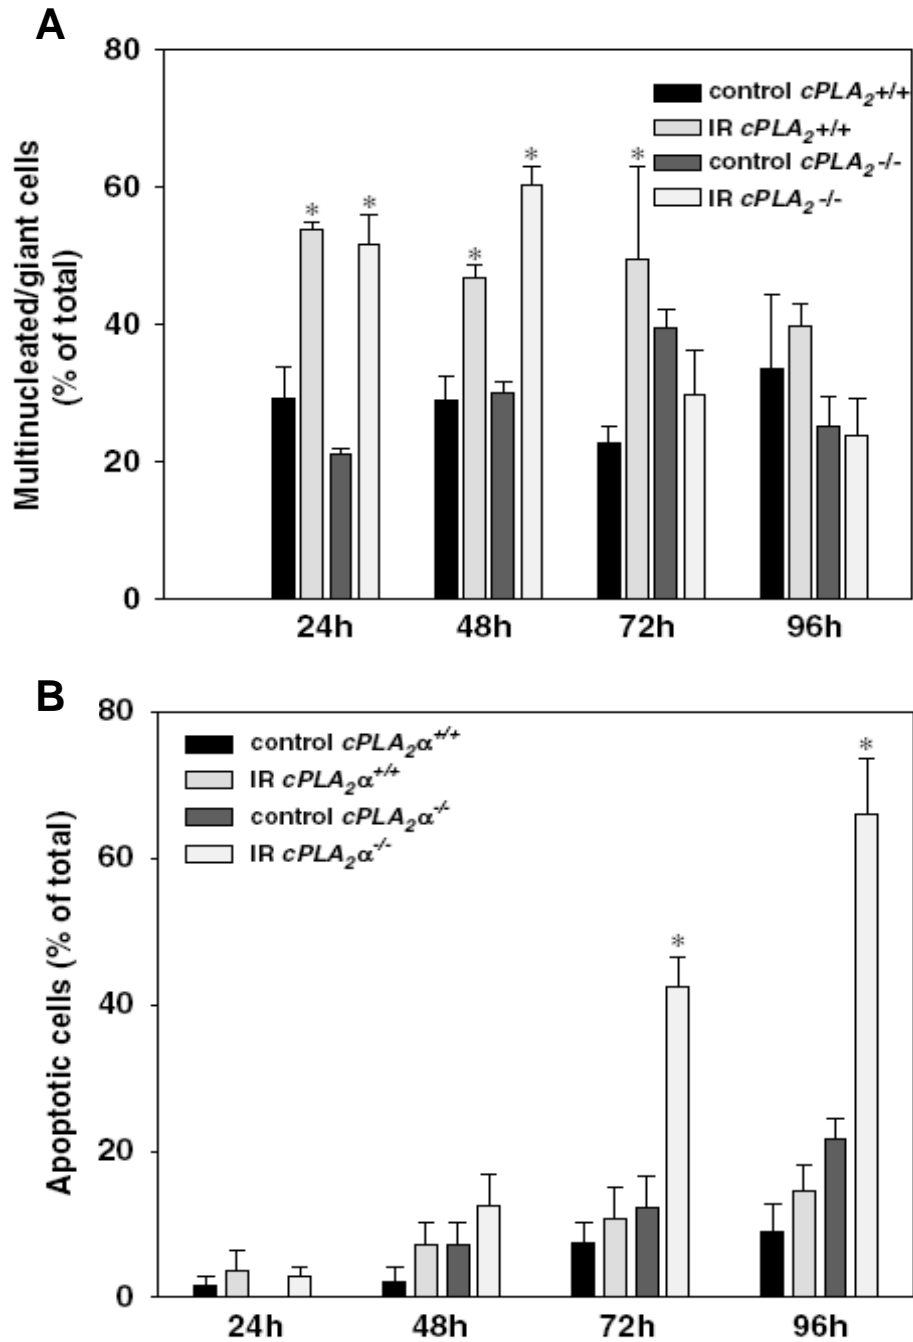 A
80
60
40
20
0
Multinucleated/giant cells
(% of total)
control cPLA₂+/+
IR cPLA₂+/+
control cPLA₂-/-
IR cPLA₂-/-
*
*
*
*
*
24h 48h 72h 96h
B
80
60
40
20
0
Apoptotic cells (% of total)
control cPLA₂α⁺/⁺
IR cPLA₂α⁺/⁺
control cPLA₂α⁻/⁻
IR cPLA₂α⁻/⁻
*
*
24h 48h 72h 96h